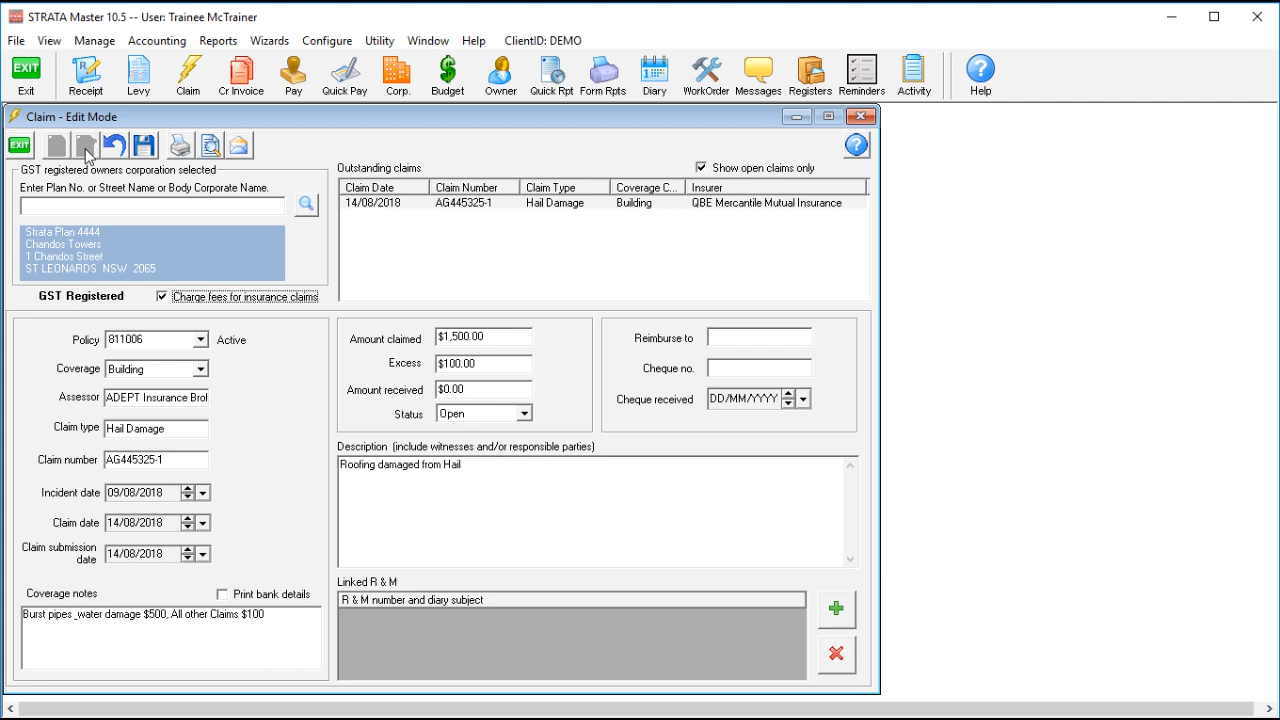 STRATA Master 10.5 -- User: Trainee McTrainer
File View Manage Accounting Reports Configure Wizards Utility Window Help ClientID: DEMO
EXIT
Exit Receipt Levy Claim Cr Invoice Pay Quick Pay Corp. Budget Owner Quick Rpt Form Rpts Diary WorkOrder Messages Registers Reminders Activity Help
Claim - Edit Mode
EXIT
GST registered owners corporation selected
Enter Plan No. or Street Name or Body Corporate Name.
Strata Plan 4444
Chandos Towers
1 Chandos Street
ST LEONARDS NSW 2065
GST Registered Charge fees for insurance claims
Outstanding claims Show open claims only
Claim Date Claim Number Claim Type Coverage C... Insurer
14/08/2018 AG445325-1 Hail Damage Building QBE Mercantile Mutual Insurance
Policy 811006 Active
Coverage Building
Assessor ADEPT Insurance Brol
Claim type Hail Damage
Claim number AG445325-1
Incident date 09/08/2018
Claim date 14/08/2018
Claim submission
date 14/08/2018
Coverage notes Print bank details
Burst pipes _water damage $500, All other Claims $100
Amount claimed $1,500.00
Excess $100.00
Amount received $0.00
Status Open
Reimburse to
Cheque no.
Cheque received DD/MM/YYYY
Description (include witnesses and/or responsible parties)
Roofing damaged from Hail
Linked R & M
R & M number and diary subject